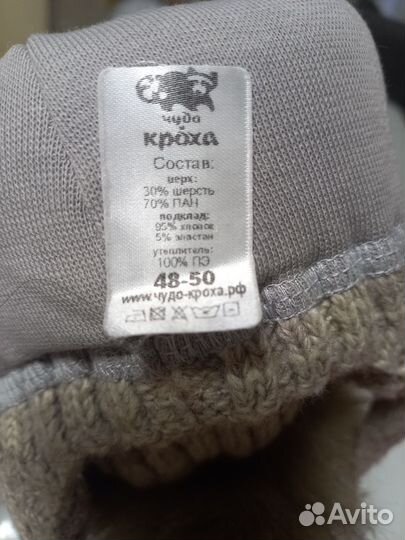 чудо
кроха
Состав:
верх:
30% шерсть
70% ПАН
подклад:
95% хлопок
5% эластан
утеплитель:
100% ПЭ
48-50
www.чудо-кроха.рф
Avito